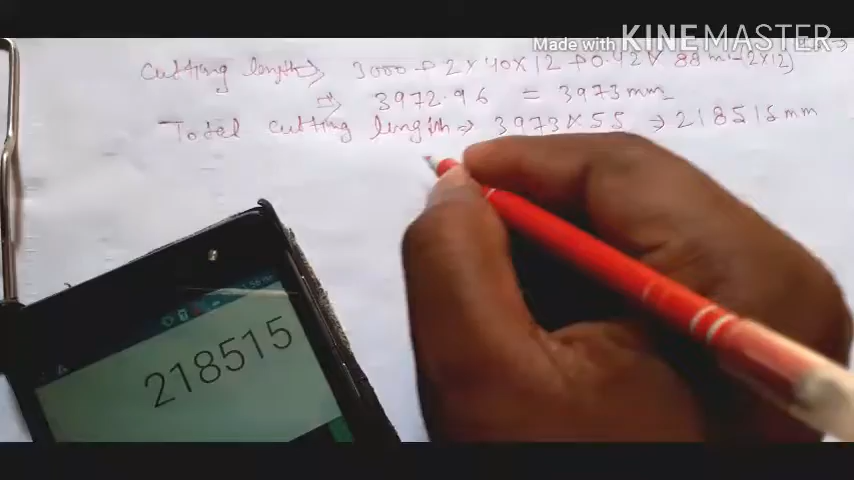 Made with KINEMASTER
Cutting length ⇒ 3000 + 2 × 40 × 12 + 0.42 × 88 m - (2×12)
⇒ 3972.96 = 3973 mm
Total cutting length ⇒ 3973 × 55 → 218515 mm
218515